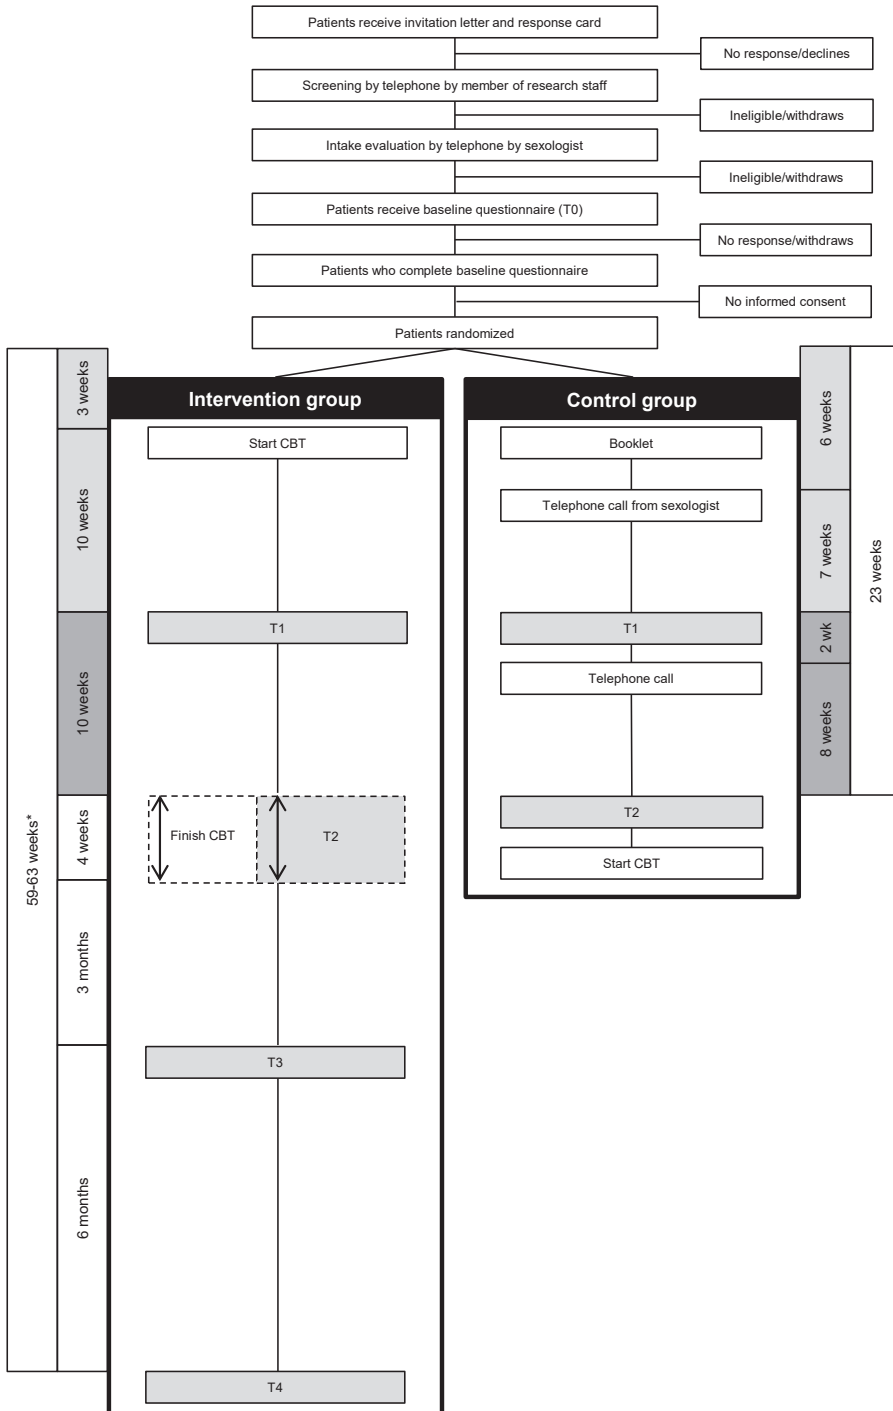 Patients receive invitation letter and response card
No response/declines
Screening by telephone by member of research staff
Ineligible/withdraws
Intake evaluation by telephone by sexologist
Ineligible/withdraws
Patients receive baseline questionnaire (T0)
No response/withdraws
Patients who complete baseline questionnaire
No informed consent
Patients randomized
59-63 weeks*
3 weeks
10 weeks
10 weeks
4 weeks
3 months
6 months
Intervention group
Start CBT
T1
Finish CBT
T2
T3
T4
Control group
Booklet
Telephone call from sexologist
T1
Telephone call
T2
Start CBT
6 weeks
7 weeks
2 wk
8 weeks
23 weeks